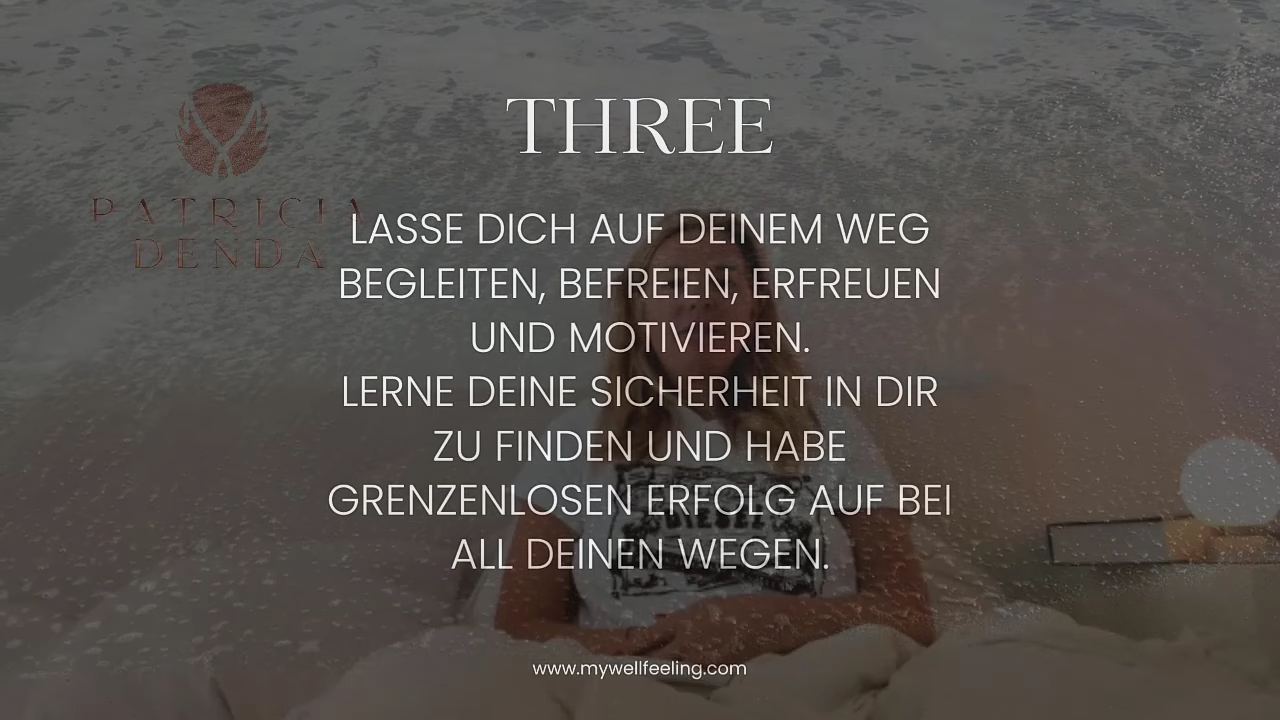 THREE
PATRICIA
DENDA
LASSE DICH AUF DEINEM WEG
BEGLEITEN, BEFREIEN, ERFREUEN
UND MOTIVIEREN.
LERNE DEINE SICHERHEIT IN DIR
ZU FINDEN UND HABE
GRENZENLOSEN ERFOLG AUF BEI
ALL DEINEN WEGEN.
DIESEL
www.mywellfeeling.com